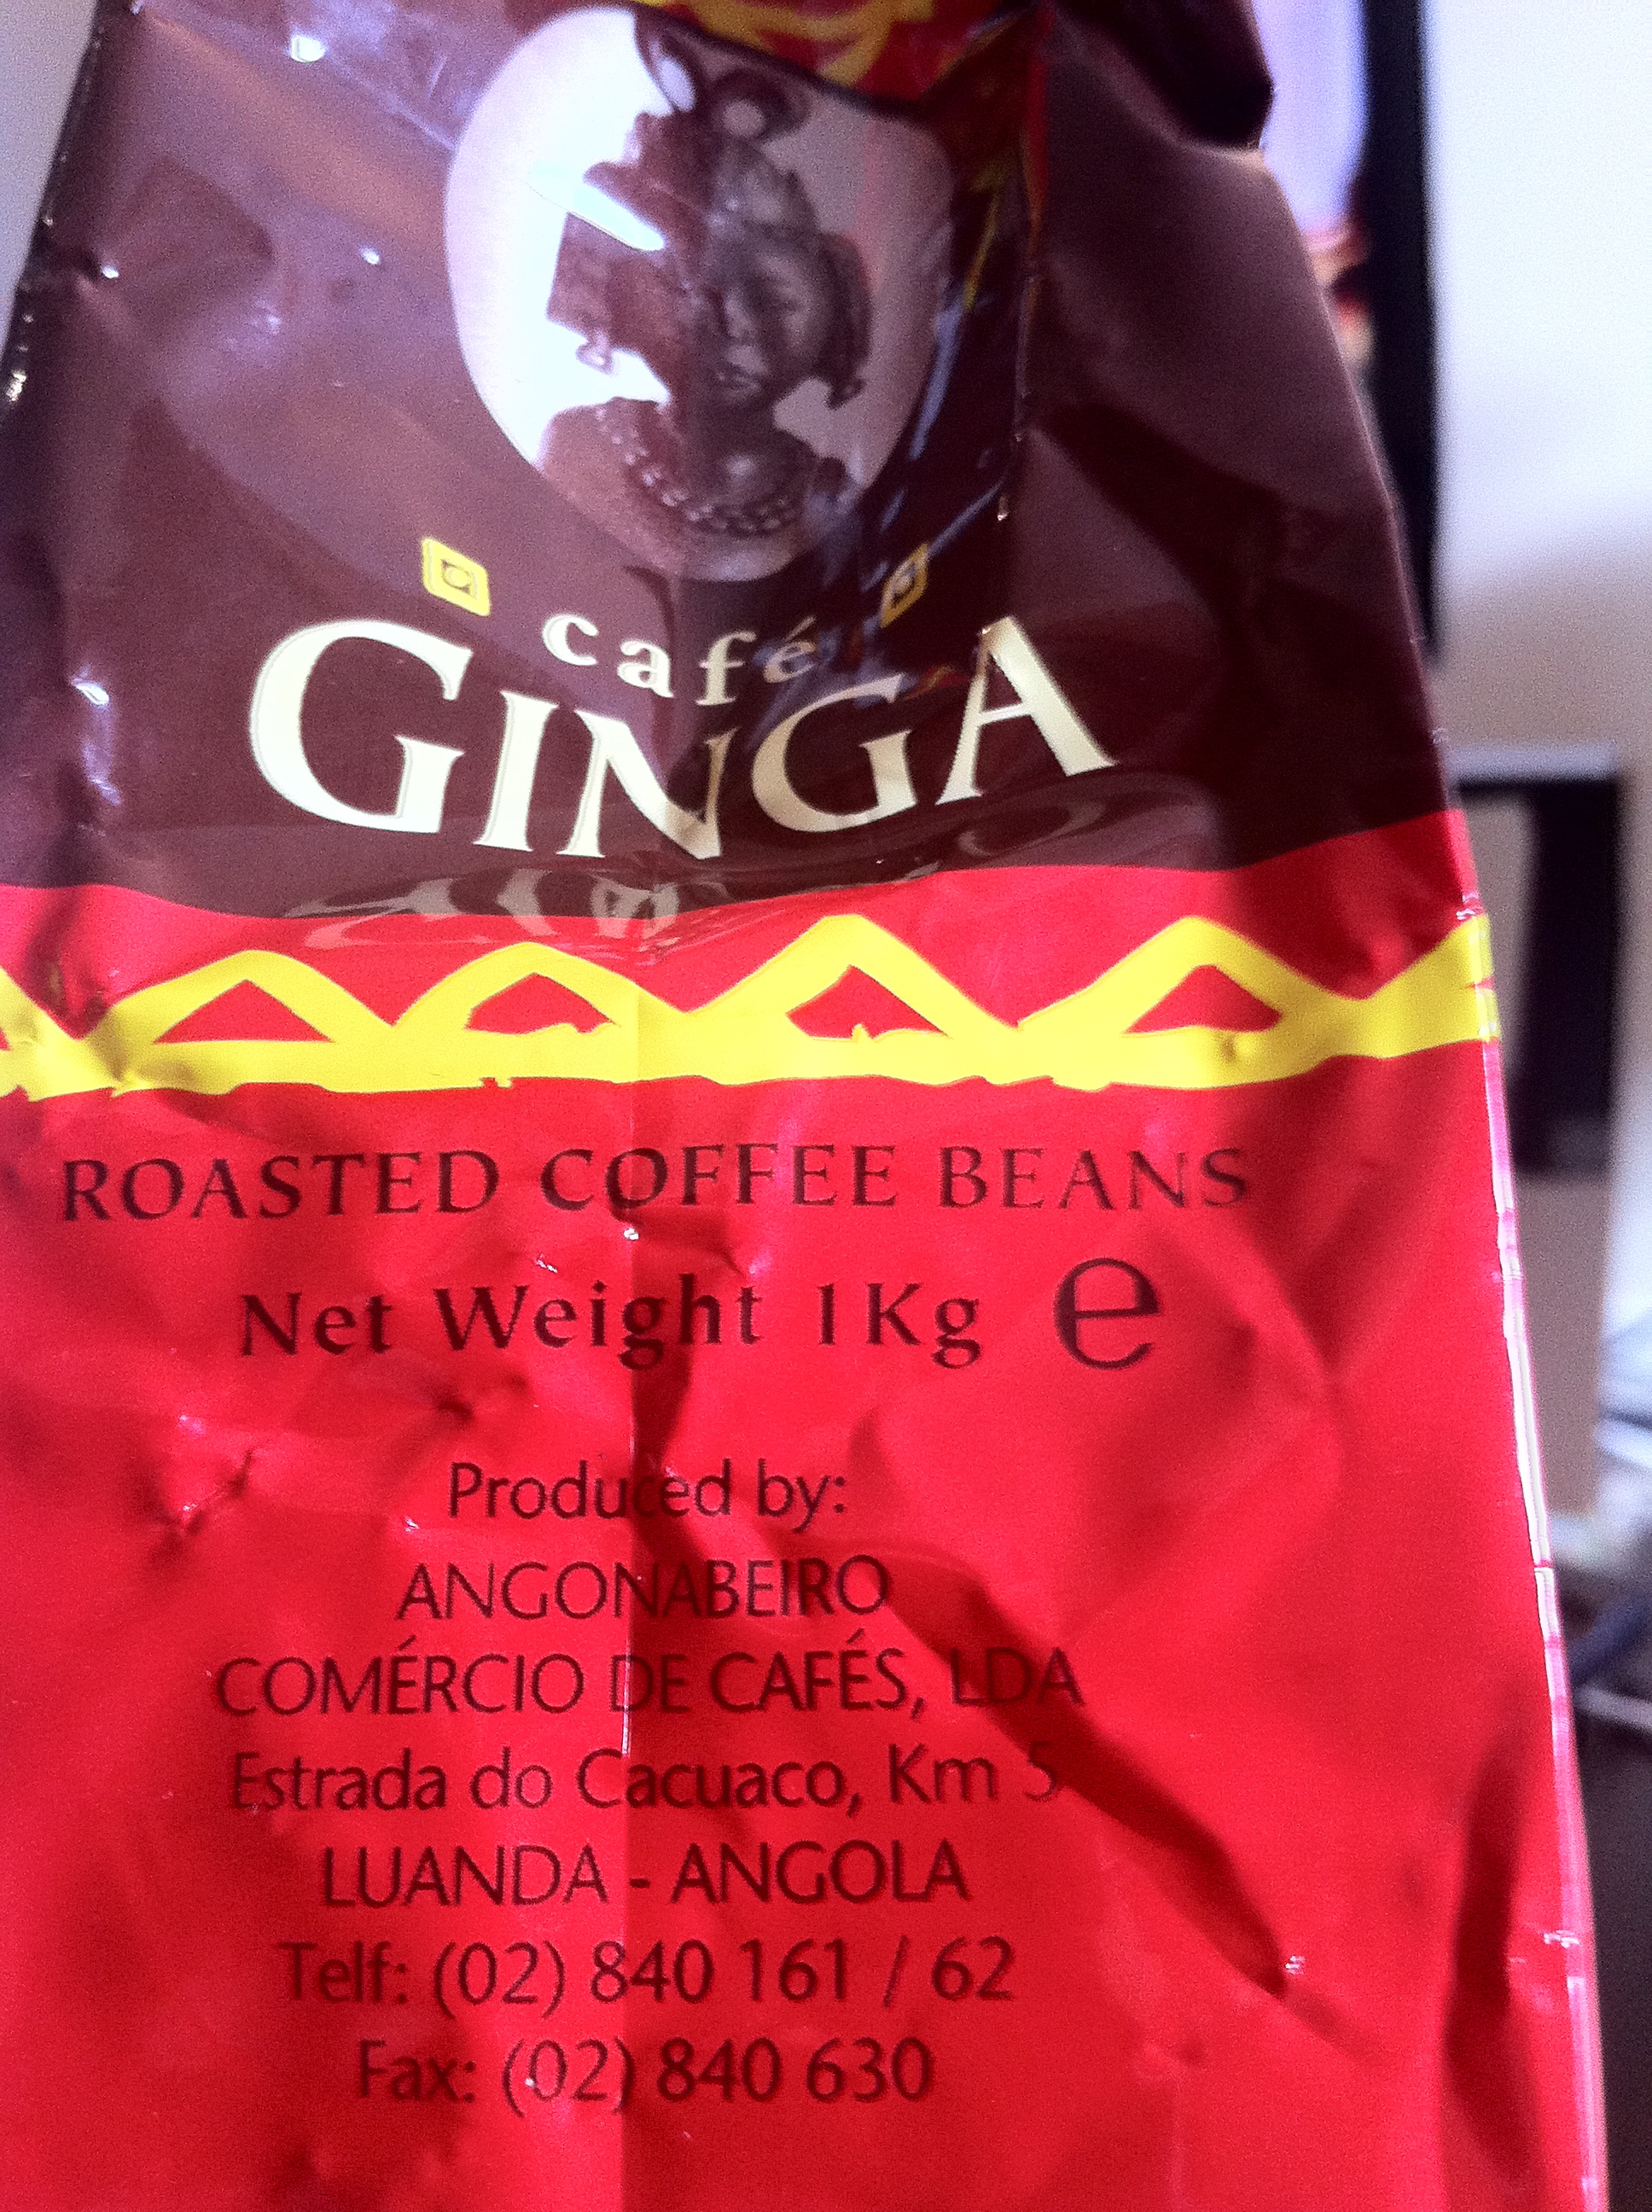 café
GINGA
ROASTED COFFEE BEANS
Net Weight 1Kg ℮
Produced by:
ANGONABEIRO
COMÉRCIO DE CAFÉS, LDA
Estrada do Cacuaco, Km 5
LUANDA - ANGOLA
Telf: (02) 840 161 / 62
Fax: (02) 840 630